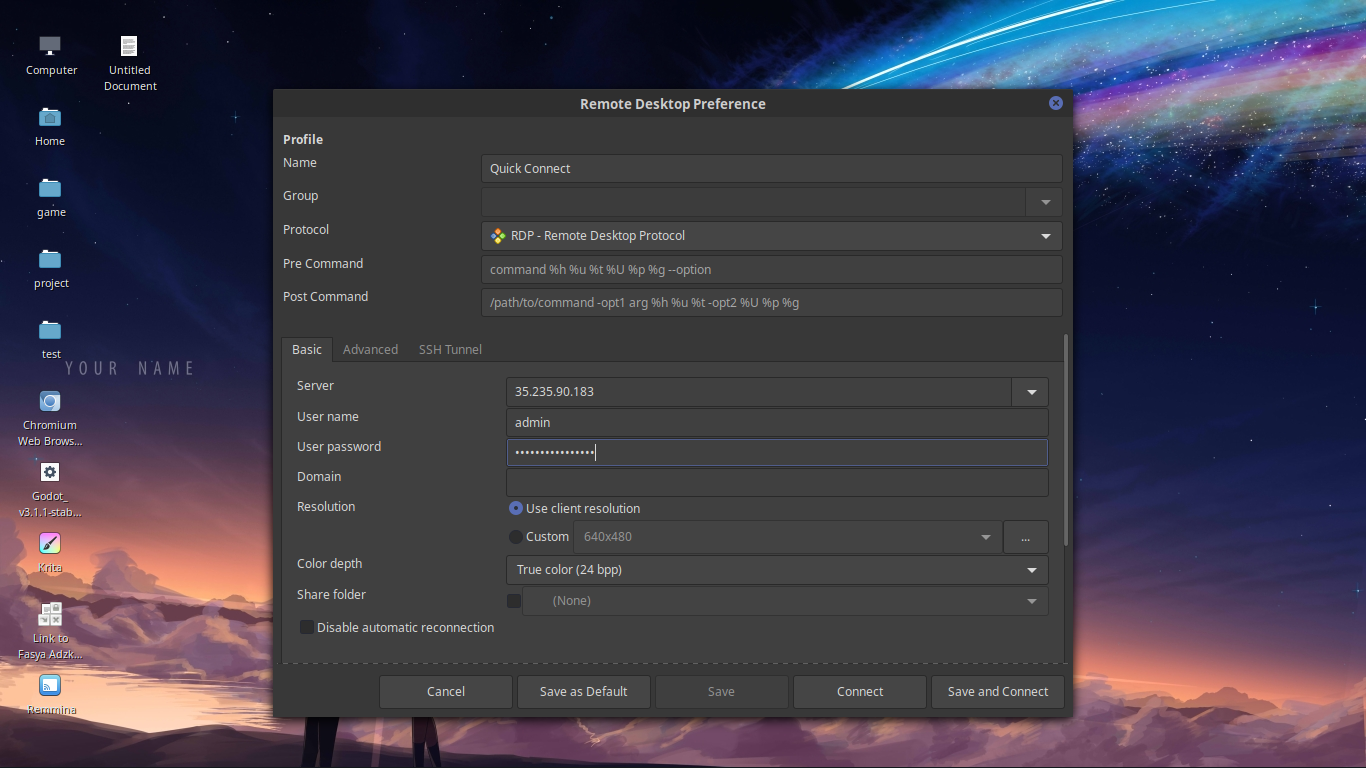 Computer
Untitled
Document
Home
game
project
test
YOUR NAME
Chromium
Web Brows...
Godot_
v3.1.1-stab...
Krita
Link to
Fasya Adzk...
Remmina
Remote Desktop Preference
Profile
Name Quick Connect
Group
Protocol RDP - Remote Desktop Protocol
Pre Command command %h %u %t %U %p %g --option
Post Command /path/to/command -opt1 arg %h %u %t -opt2 %U %p %g
Basic Advanced SSH Tunnel
Server 35.235.90.183
User name admin
User password ••••••••••••••••
Domain
Resolution Use client resolution
Custom 640x480 ...
Color depth True color (24 bpp)
Share folder (None)
Disable automatic reconnection
Cancel Save as Default Save Connect Save and Connect